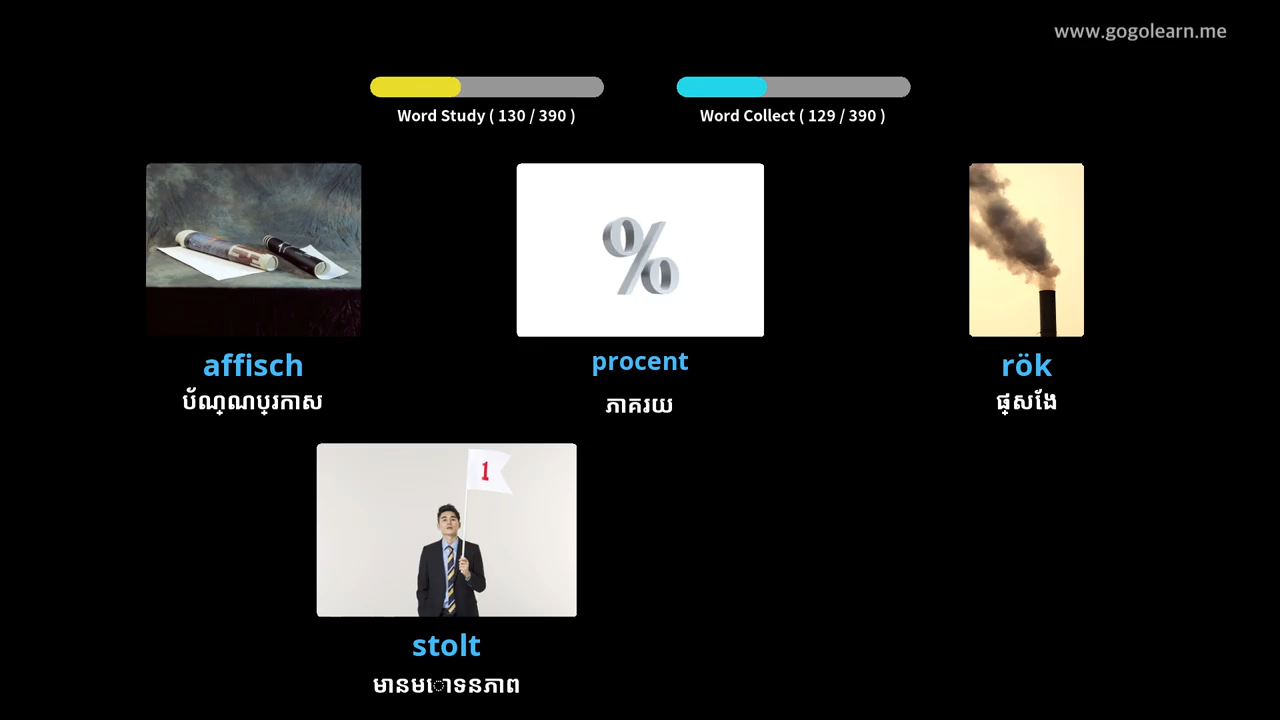 www.gogolearn.me
Word Study ( 130 / 390 )
Word Collect ( 129 / 390 )
affisch
ប័ណ្ណប្រកាស
procent
ភាគរយ
rök
ផ្សែង
1
stolt
មានមោទនភាព